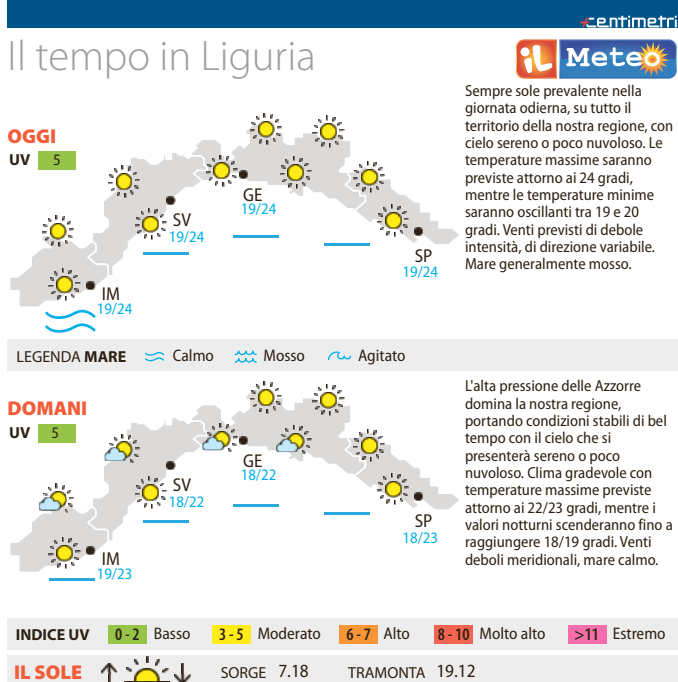 centimetri
Il tempo in Liguria
iL Meteo
Sempre sole prevalente nella
giornata odierna, su tutto il
territorio della nostra regione, con
cielo sereno o poco nuvoloso. Le
temperature massime saranno
previste attorno ai 24 gradi,
mentre le temperature minime
saranno oscillanti tra 19 e 20
gradi. Venti previsti di debole
intensità, di direzione variabile.
Mare generalmente mosso.
OGGI
UV 5
GE
19/24
SV
19/24
SP
19/24
IM
19/24
LEGENDA MARE Calmo Mosso Agitato
DOMANI
UV 5
GE
18/22
SV
18/22
SP
18/23
IM
19/23
L'alta pressione delle Azzorre
domina la nostra regione,
portando condizioni stabili di bel
tempo con il cielo che si
presenterà sereno o poco
nuvoloso. Clima gradevole con
temperature massime previste
attorno ai 22/23 gradi, mentre i
valori notturni scenderanno fino a
raggiungere 18/19 gradi. Venti
deboli meridionali, mare calmo.
INDICE UV 0-2 Basso 3-5 Moderato 6-7 Alto 8-10 Molto alto >11 Estremo
IL SOLE SORGE 7.18 TRAMONTA 19.12